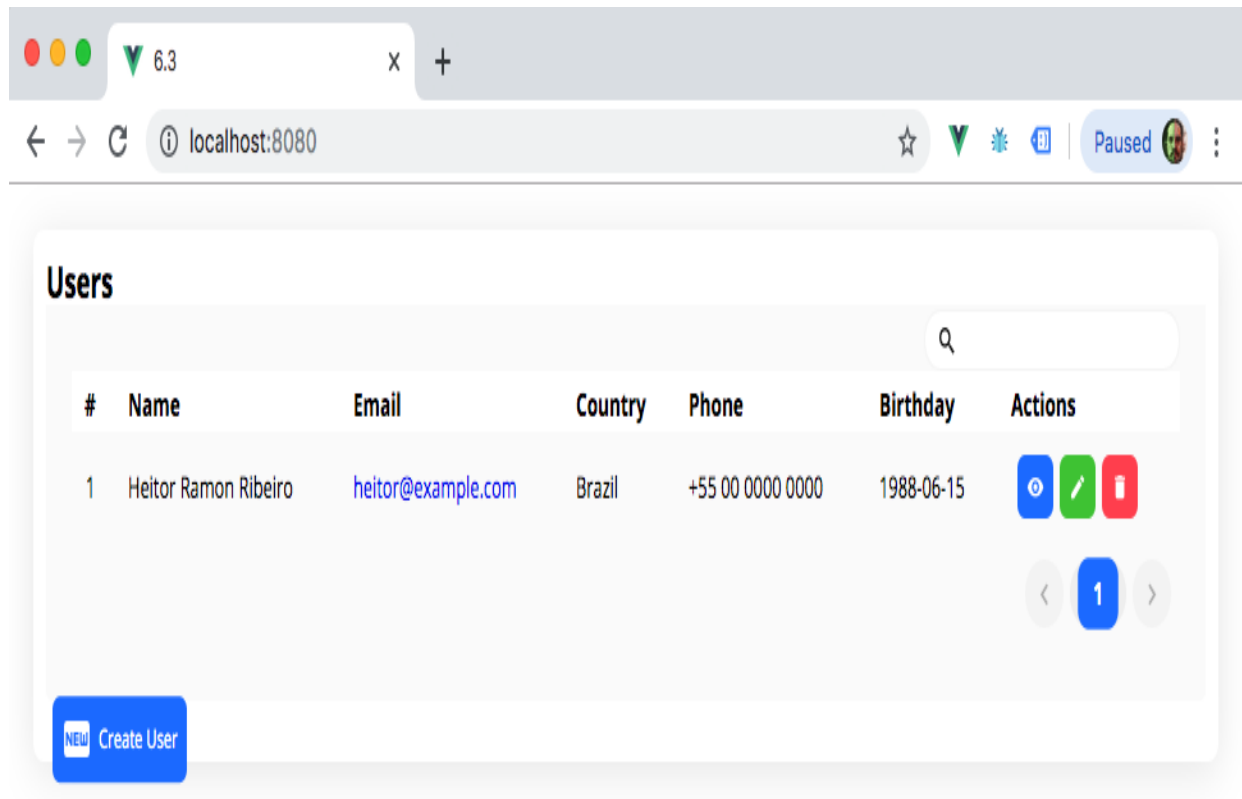 6.3
localhost:8080
Paused
Users
# Name Email Country Phone Birthday Actions
1 Heitor Ramon Ribeiro heitor@example.com Brazil +55 00 0000 0000 1988-06-15
1
NEW Create User